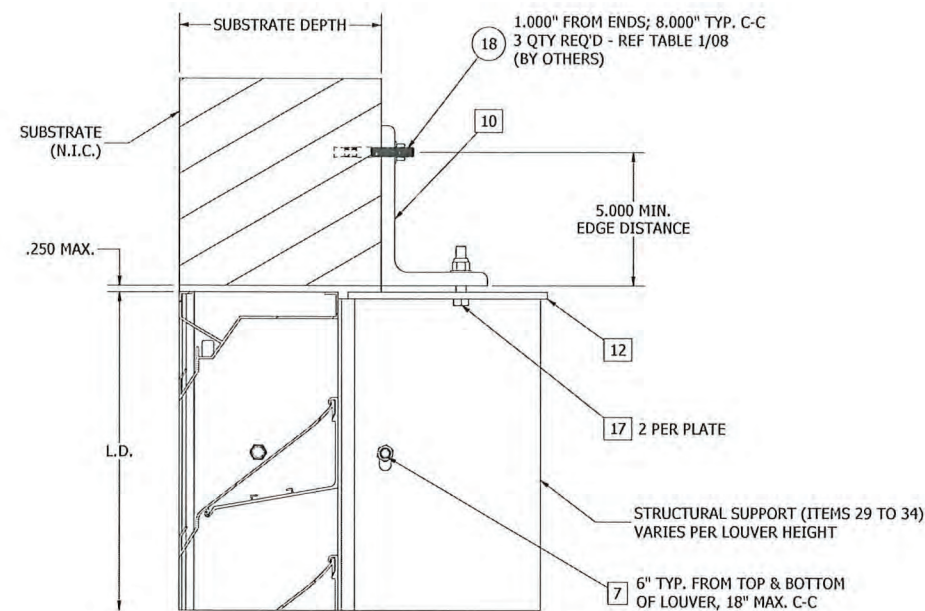 SUBSTRATE DEPTH
1.000" FROM ENDS; 8.000" TYP. C-C
18 3 QTY REQ'D - REF TABLE 1/08
(BY OTHERS)
10
SUBSTRATE
(N.I.C.)
5.000 MIN.
EDGE DISTANCE
.250 MAX.
12
17 2 PER PLATE
L.D.
STRUCTURAL SUPPORT (ITEMS 29 TO 34)
VARIES PER LOUVER HEIGHT
7 6" TYP. FROM TOP & BOTTOM
OF LOUVER, 18" MAX. C-C